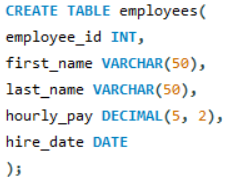 CREATE TABLE employees(
employee_id INT,
first_name VARCHAR(50),
last_name VARCHAR(50),
hourly_pay DECIMAL(5, 2),
hire_date DATE
);